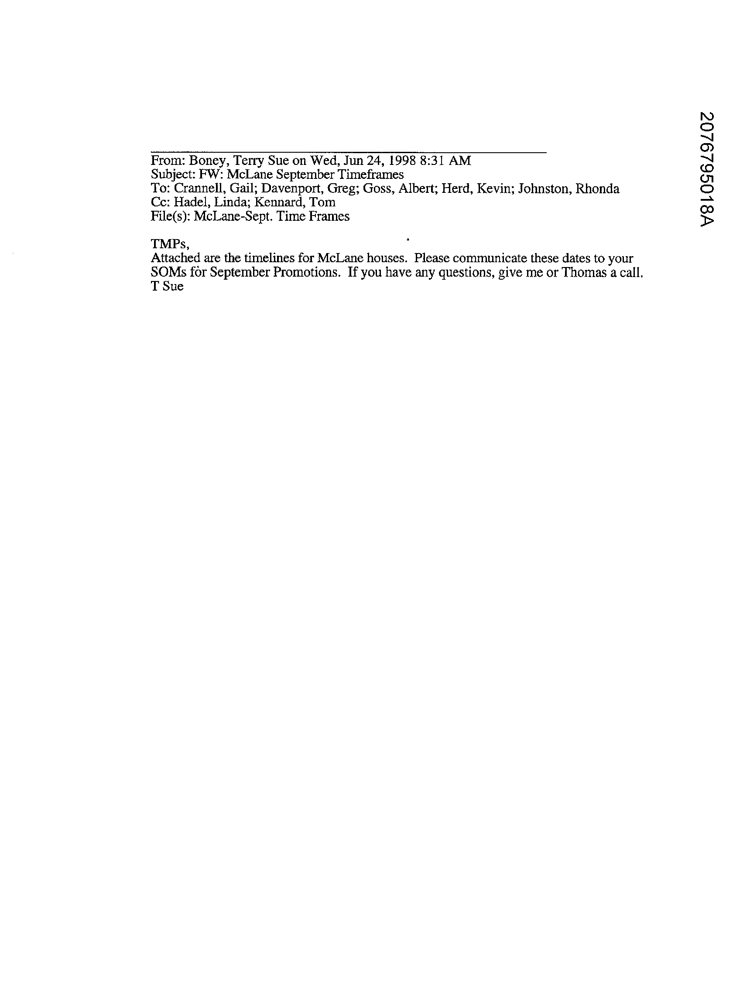 From: Boney, Terry Sue on Wed, Jun 24, 1998 8:31 AM
Subject: FW: McLane September Timeframes
To: Crannell, Gail; Davenport, Greg; Goss, Albert; Herd, Kevin; Johnston, Rhonda
Cc: Hadel, Linda; Kennard, Tom
File(s): McLane-Sept. Time Frames
TMPs,
Attached are the timelines for McLane houses. Please communicate these dates to your
SOMs for September Promotions. If you have any questions, give me or Thomas a call.
T Sue
2076795018A